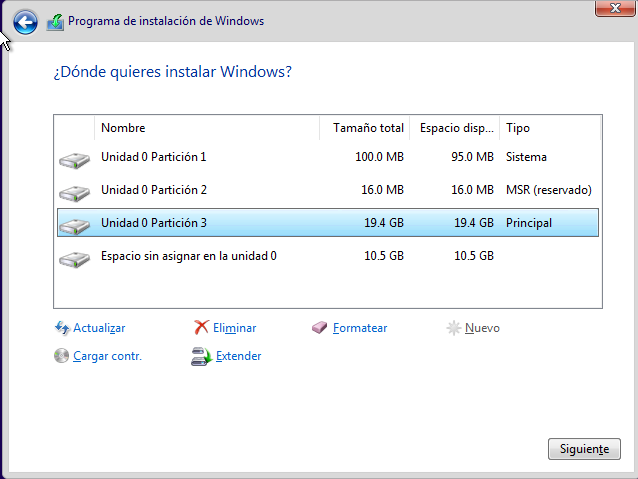 Programa de instalación de Windows
¿Dónde quieres instalar Windows?
Nombre Tamaño total Espacio disp... Tipo
Unidad 0 Partición 1 100.0 MB 95.0 MB Sistema
Unidad 0 Partición 2 16.0 MB 16.0 MB MSR (reservado)
Unidad 0 Partición 3 19.4 GB 19.4 GB Principal
Espacio sin asignar en la unidad 0 10.5 GB 10.5 GB
Actualizar Eliminar Formatear Nuevo
Cargar contr. Extender
Siguiente